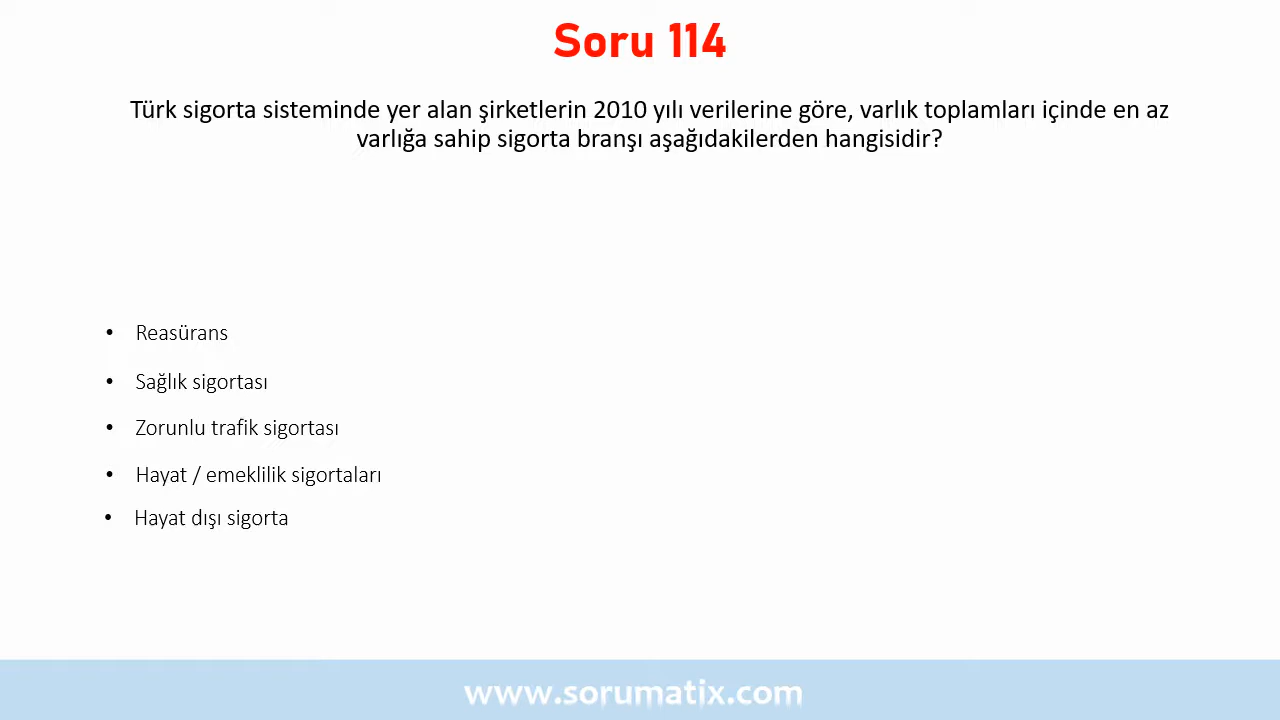 Soru 114
Türk sigorta sisteminde yer alan şirketlerin 2010 yılı verilerine göre, varlık toplamları içinde en az
varlığa sahip sigorta branşı aşağıdakilerden hangisidir?
• Reasürans
• Sağlık sigortası
• Zorunlu trafik sigortası
• Hayat / emeklilik sigortaları
• Hayat dışı sigorta
www.sorumatix.com